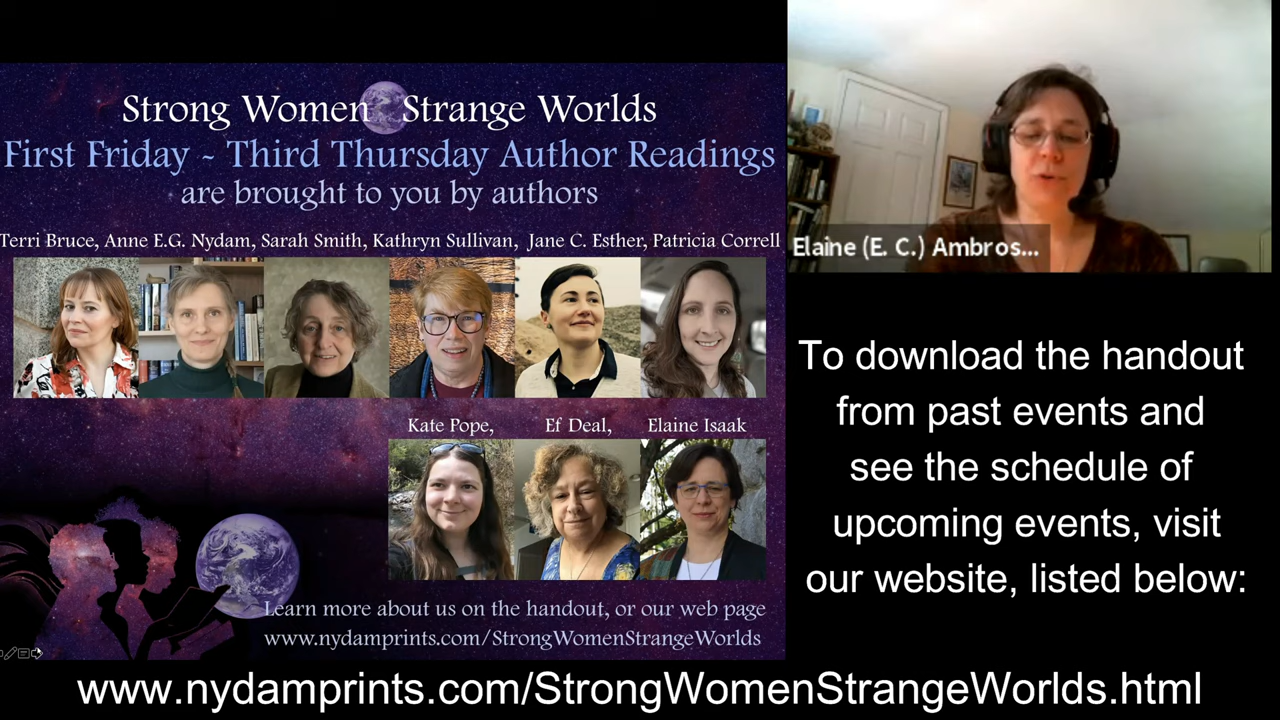 Strong Women Strange Worlds
First Friday ~ Third Thursday Author Readings
are brought to you by authors
Terri Bruce, Anne E.G. Nydam, Sarah Smith, Kathryn Sullivan, Jane C. Esther, Patricia Correll
Kate Pope, Ef Deal, Elaine Isaak
Learn more about us on the handout, or our web page
www.nydamprints.com/StrongWomenStrangeWorlds
Elaine (E. C.) Ambros...
To download the handout
from past events and
see the schedule of
upcoming events, visit
our website, listed below:
www.nydamprints.com/StrongWomenStrangeWorlds.html